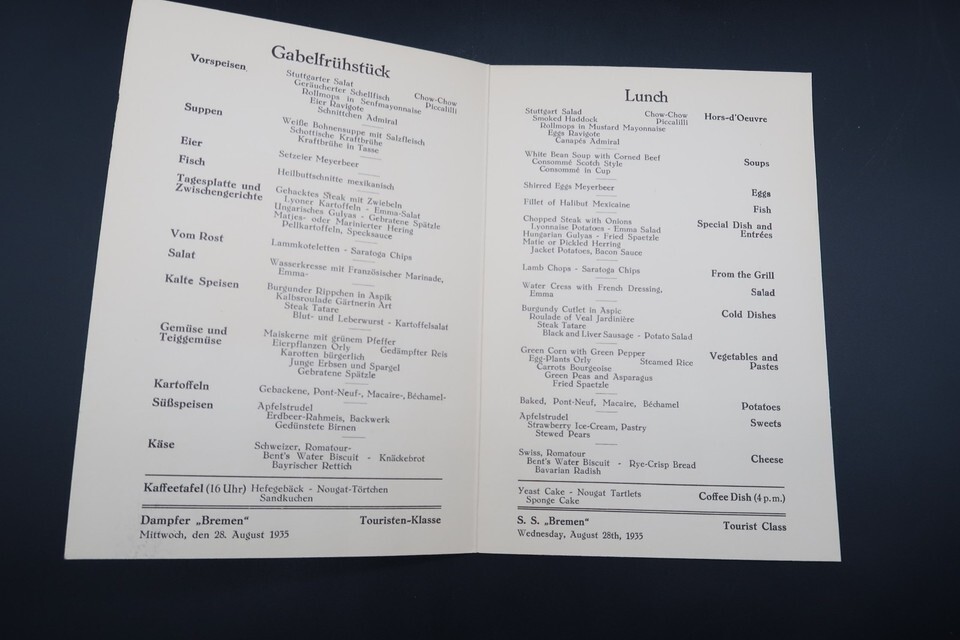 Gabelfrühstück
Vorspeisen
Stuttgarter Salat Chow-Chow
Geräucherter Schellfisch Piccalilli
Rollmops in Senfmayonnaise
Eier Ravigote
Schnittchen Admiral
Suppen
Weiße Bohnensuppe mit Salzfleisch
Schottische Kraftbrühe
Kraftbrühe in Tasse
Eier
Setzeier Meyerbeer
Fisch
Heilbuttschnitte mexikanisch
Tagesplatte und
Zwischengerichte
Gehacktes Steak mit Zwiebeln
Lyoner Kartoffeln - Emma-Salat
Ungarisches Gulyas - Gebratene Spätzle
Matjes- oder Marinierter Hering
Pellkartoffeln, Specksauce
Vom Rost
Lammkoteletten - Saratoga Chips
Salat
Wasserkresse mit Französischer Marinade,
Emma-
Kalte Speisen
Burgunder Rippchen in Aspik
Kalbsroulade Gärtnerin Art
Steak Tatare
Blut- und Leberwurst - Kartoffelsalat
Gemüse und
Teiggemüse
Maiskerne mit grünem Pfeffer
Eierpflanzen Orly Gedämpfter Reis
Karotten bürgerlich
Junge Erbsen und Spargel
Gebratene Spätzle
Kartoffeln
Gebackene, Pont-Neuf-, Macaire-, Béchamel-
Süßspeisen
Apfelstrudel
Erdbeer-Rahmeis, Backwerk
Gedünstete Birnen
Käse
Schweizer, Romatour-
Bent's Water Biscuit - Knäckebrot
Bayrischer Rettich
Kaffeetafel (16 Uhr) Hefegebäck - Nougat-Törtchen
Sandkuchen
Dampfer „Bremen" Touristen-Klasse
Mittwoch, den 28. August 1935
Lunch
Stuttgart Salad Chow-Chow Hors-d'Oeuvre
Smoked Haddock Piccalilli
Rollmops in Mustard Mayonnaise
Eggs Ravigote
Canapés Admiral
White Bean Soup with Corned Beef Soups
Consommé Scotch Style
Consommé in Cup
Shirred Eggs Meyerbeer Eggs
Fillet of Halibut Mexicaine Fish
Chopped Steak with Onions Special Dish and
Lyonnaise Potatoes - Emma Salad Entrées
Hungarian Gulyas - Fried Spaetzle
Matie or Pickled Herring
Jacket Potatoes, Bacon Sauce
Lamb Chops - Saratoga Chips From the Grill
Water Cress with French Dressing, Salad
Emma
Burgundy Cutlet in Aspic Cold Dishes
Roulade of Veal Jardinière
Steak Tatare
Black and Liver Sausage - Potato Salad
Green Corn with Green Pepper Vegetables and
Egg-Plants Orly Steamed Rice Pastes
Carrots Bourgeoise
Green Peas and Asparagus
Fried Spaetzle
Baked, Pont-Neuf, Macaire, Béchamel Potatoes
Apfelstrudel Sweets
Strawberry Ice-Cream, Pastry
Stewed Pears
Swiss, Romatour Cheese
Bent's Water Biscuit - Rye-Crisp Bread
Bavarian Radish
Yeast Cake - Nougat Tartlets Coffee Dish (4 p.m.)
Sponge Cake
S. S. „Bremen" Tourist Class
Wednesday, August 28th, 1935